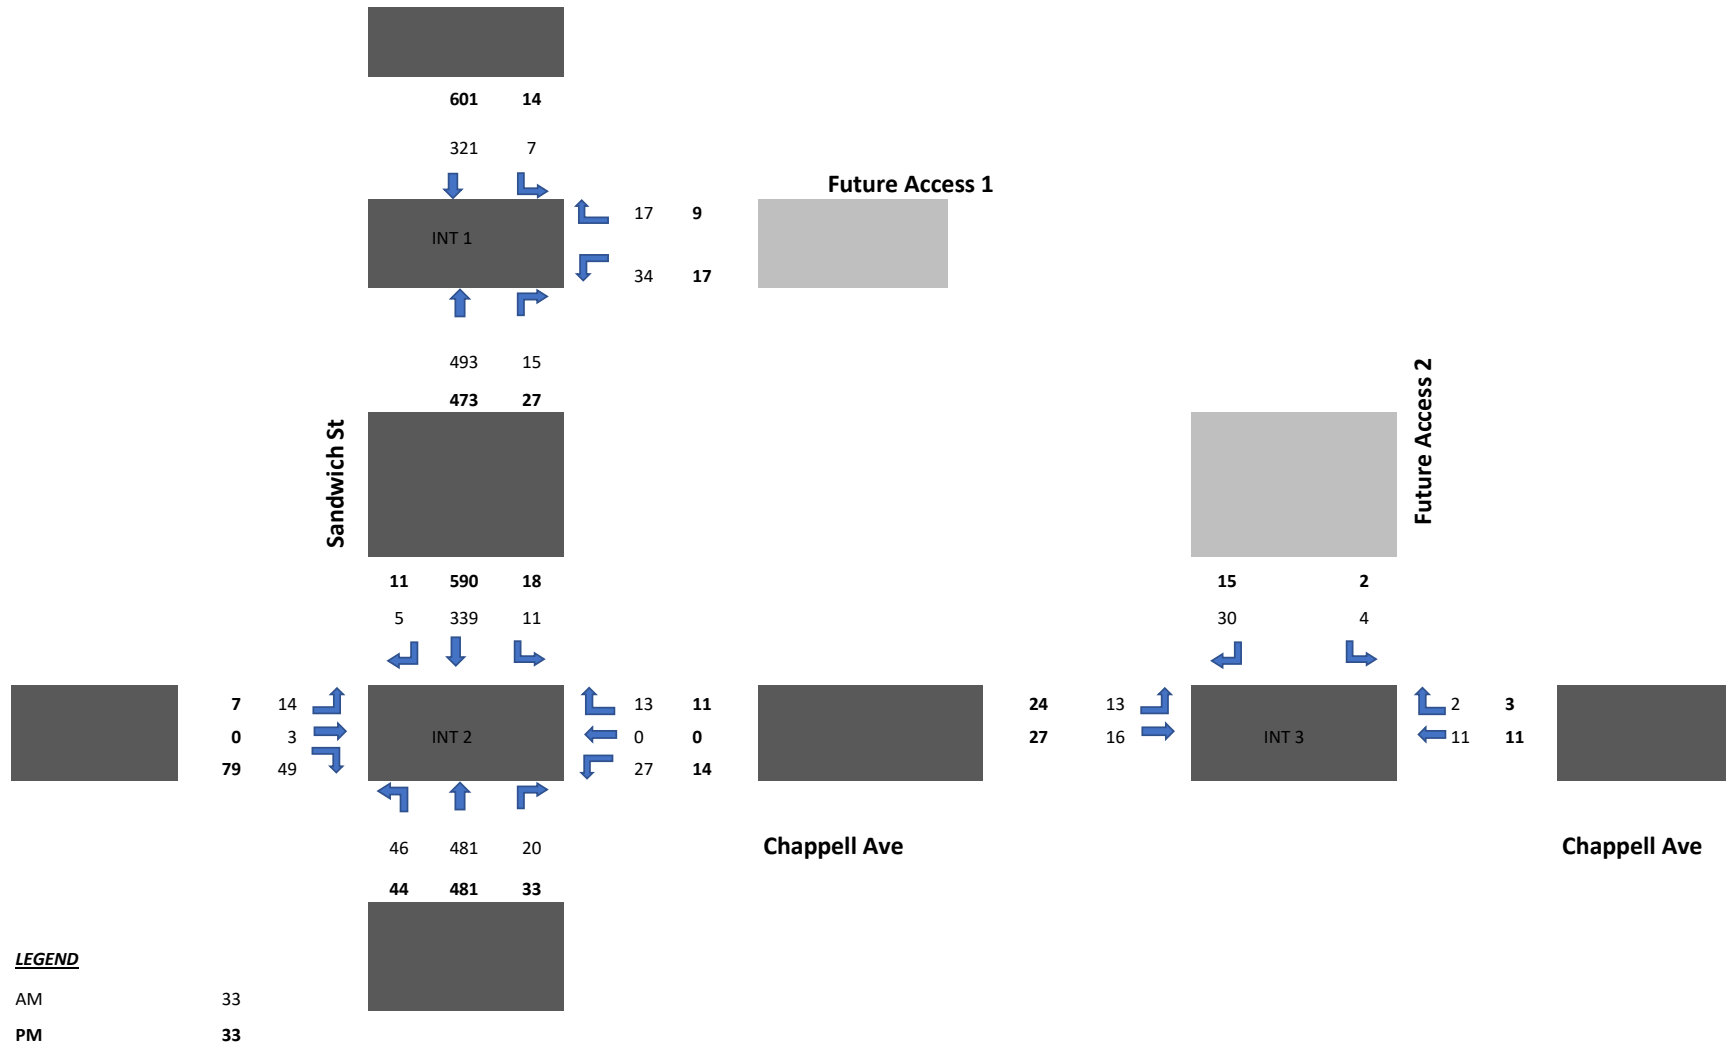 601 14
321 7
Future Access 1
17 9
INT 1
34 17
493 15
473 27
Sandwich St
Future Access 2
11 590 18
15 2
5 339 11
30 4
7 14
13 11
24 13
2 3
0 3
INT 2
0 0
27 16
INT 3
11 11
79 49
27 14
46 481 20
Chappell Ave
Chappell Ave
44 481 33
LEGEND
AM 33
PM 33